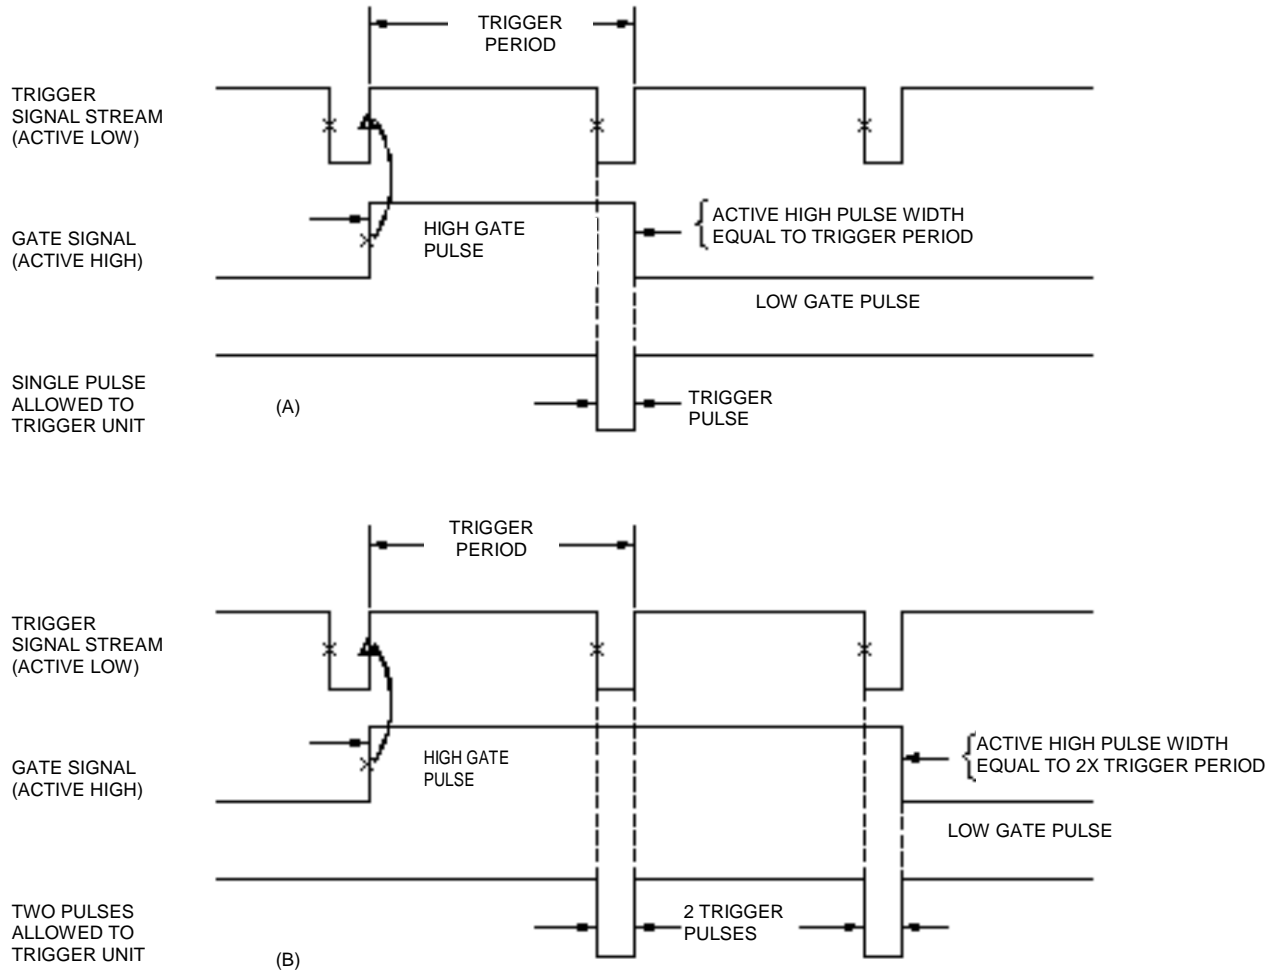 TRIGGER
PERIOD
TRIGGER
SIGNAL STREAM
(ACTIVE LOW)
GATE SIGNAL
(ACTIVE HIGH)
HIGH GATE
PULSE
ACTIVE HIGH PULSE WIDTH
EQUAL TO TRIGGER PERIOD
LOW GATE PULSE
SINGLE PULSE
ALLOWED TO
TRIGGER UNIT
(A)
TRIGGER
PULSE
TRIGGER
PERIOD
TRIGGER
SIGNAL STREAM
(ACTIVE LOW)
GATE SIGNAL
(ACTIVE HIGH)
HIGH GATE
PULSE
ACTIVE HIGH PULSE WIDTH
EQUAL TO 2X TRIGGER PERIOD
LOW GATE PULSE
TWO PULSES
ALLOWED TO
TRIGGER UNIT
(B)
2 TRIGGER
PULSES